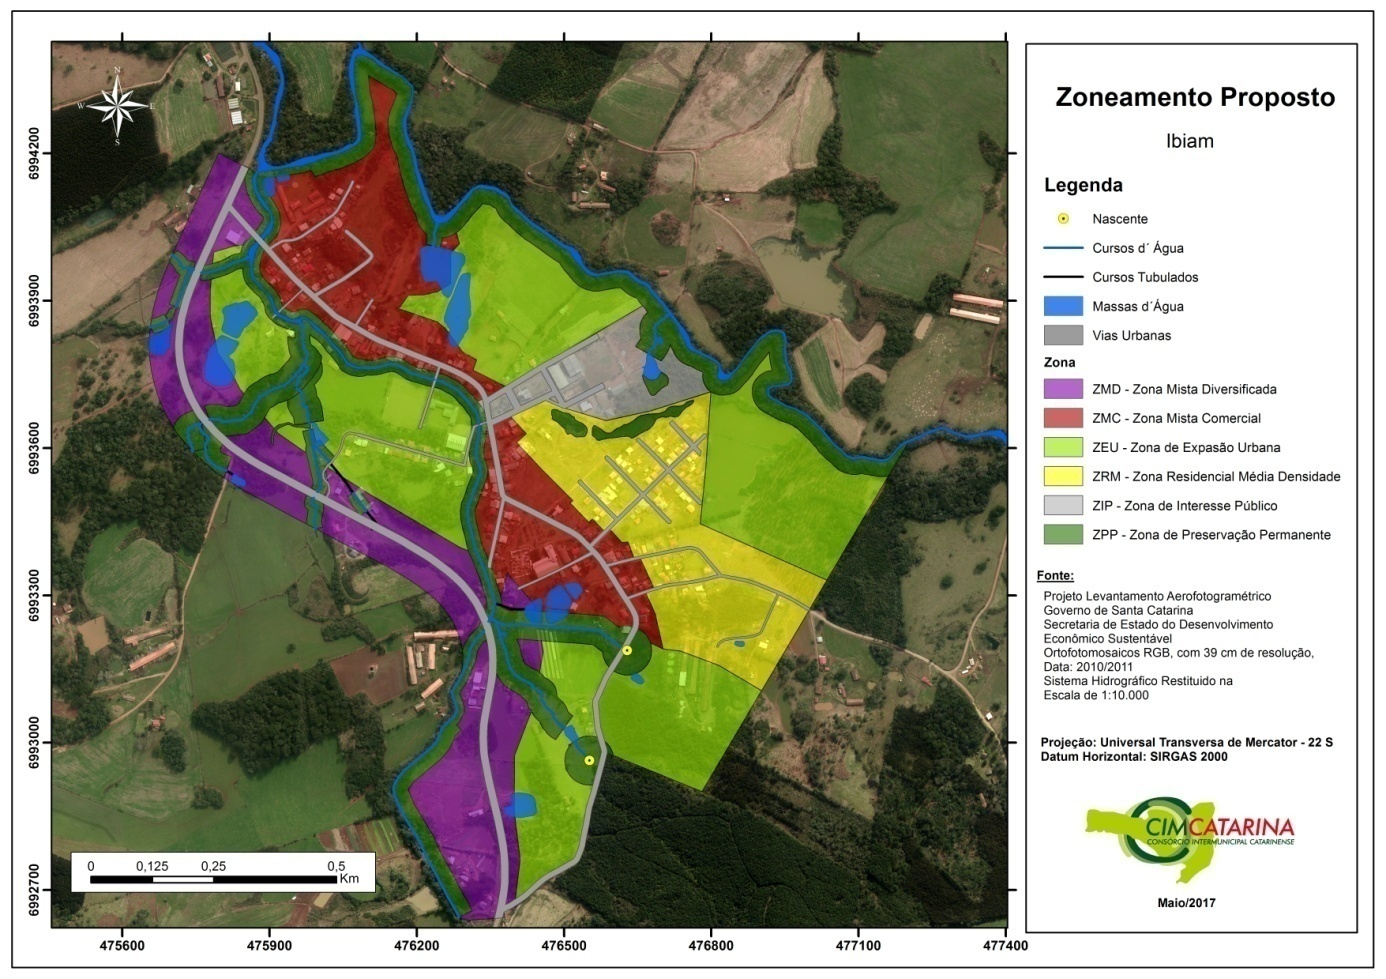 Zoneamento Proposto
Ibiam
Legenda
Nascente
Cursos d´ Água
Cursos Tubulados
Massas d´Água
Vias Urbanas
Zona
ZMD - Zona Mista Diversificada
ZMC - Zona Mista Comercial
ZEU - Zona de Expasão Urbana
ZRM - Zona Residencial Média Densidade
ZIP - Zona de Interesse Público
ZPP - Zona de Preservação Permanente
Fonte:
Projeto Levantamento Aerofotogramétrico
Governo de Santa Catarina
Secretaria de Estado do Desenvolvimento
Econômico Sustentável
Ortofotomosaicos RGB, com 39 cm de resolução,
Data: 2010/2011
Sistema Hidrográfico Restituido na
Escala de 1:10.000
Projeção: Universal Transversa de Mercator - 22 S
Datum Horizontal: SIRGAS 2000
CIMCATARINA
CONSÓRCIO INTERMUNICIPAL CATARINENSE
Maio/2017
N
W E
S
6994200
6993900
6993600
6993300
6993000
6992700
0 0,125 0,25 0,5
Km
475600 475900 476200 476500 476800 477100 477400